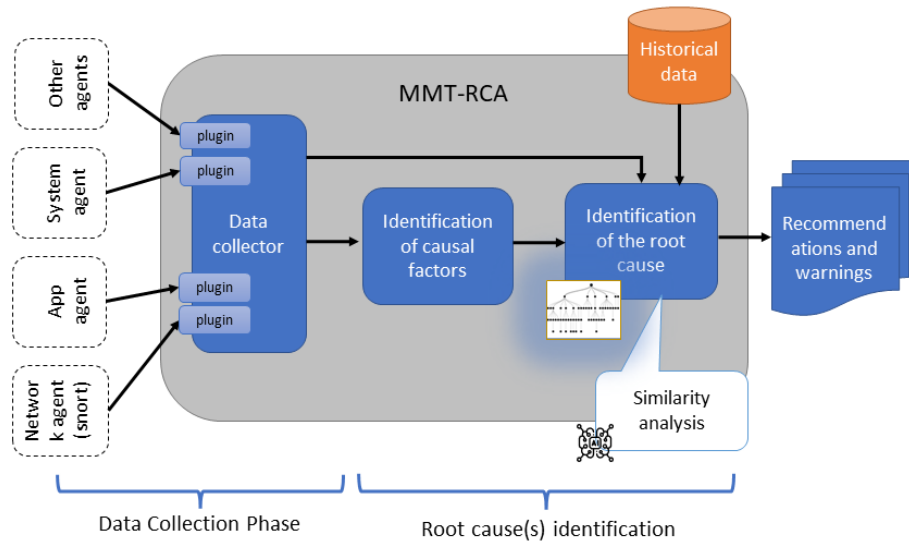 Other
agents
System
agent
App
agent
Networ
k agent
(snort)
MMT-RCA
Historical
data
plugin
plugin
Data
collector
plugin
plugin
Identification
of causal
factors
Identification
of the root
cause
Recommend
ations and
warnings
Similarity
analysis
AI
Data Collection Phase
Root cause(s) identification